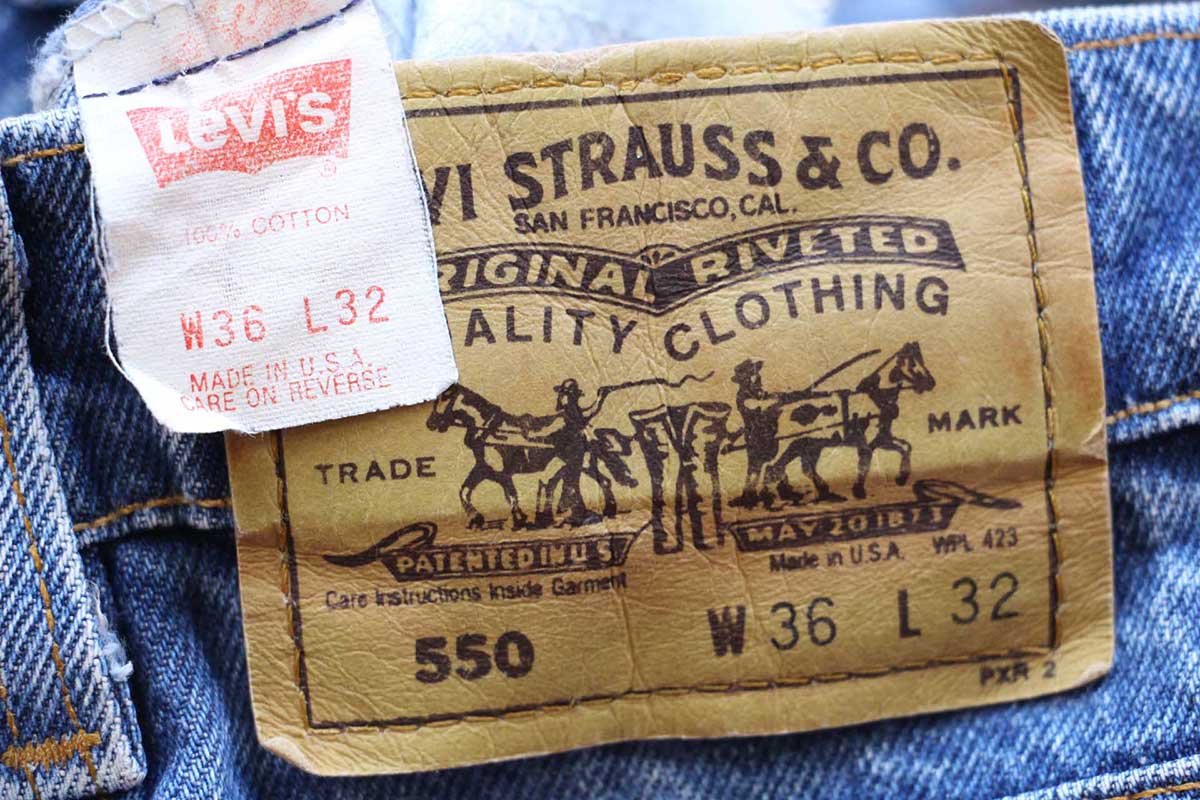 Levi's
®
100% COTTON
W36 L32
MADE IN U.S.A.
CARE ON REVERSE
VI STRAUSS & CO.
SAN FRANCISCO, CAL.
RIGINAL RIVETED
ALITY CLOTHING
TRADE MARK
PATENTED IN U.S.
MAY 20 1873
Made in U.S.A. WPL 423
Care Instructions Inside Garment
550 W 36 L 32
PXR 2